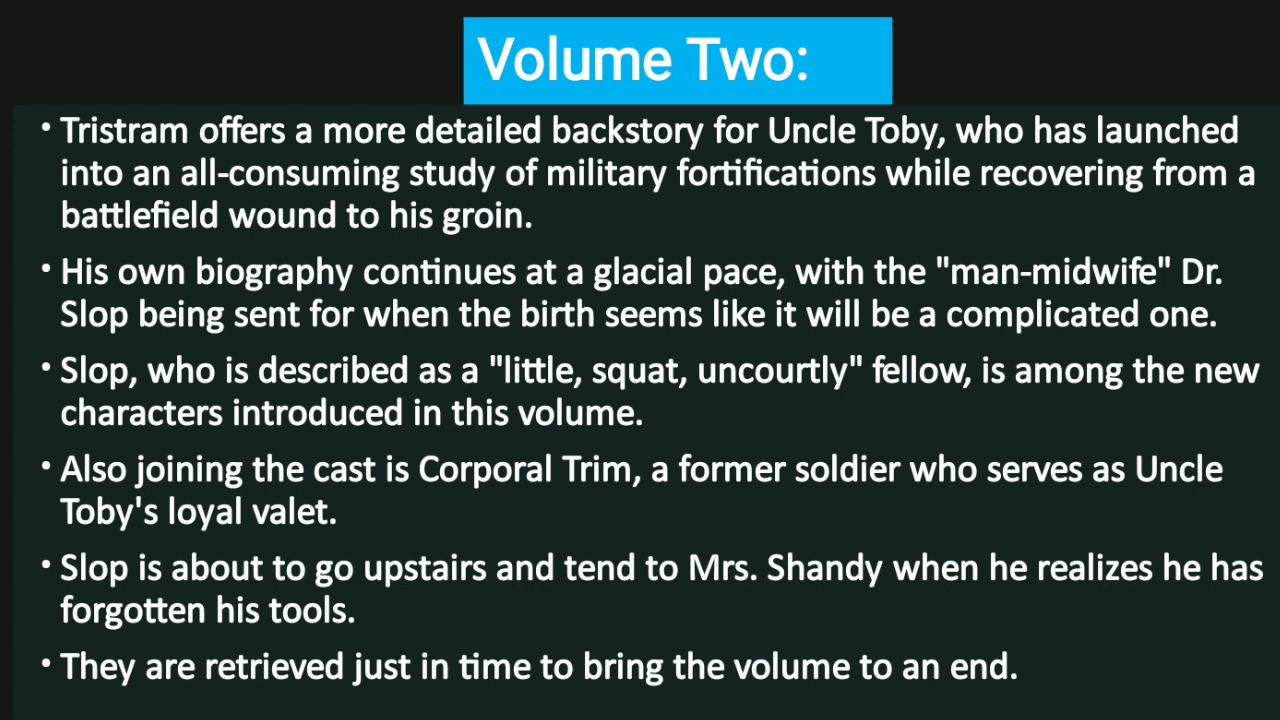 Volume Two:
• Tristram offers a more detailed backstory for Uncle Toby, who has launched
into an all-consuming study of military fortifications while recovering from a
battlefield wound to his groin.
• His own biography continues at a glacial pace, with the "man-midwife" Dr.
Slop being sent for when the birth seems like it will be a complicated one.
• Slop, who is described as a "little, squat, uncourtly" fellow, is among the new
characters introduced in this volume.
• Also joining the cast is Corporal Trim, a former soldier who serves as Uncle
Toby's loyal valet.
• Slop is about to go upstairs and tend to Mrs. Shandy when he realizes he has
forgotten his tools.
• They are retrieved just in time to bring the volume to an end.